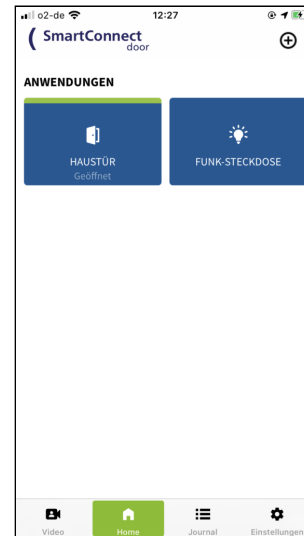 o2-de 12:27
SmartConnect
door
ANWENDUNGEN
HAUSTÜR
Geöffnet
FUNK-STECKDOSE
Video Home Journal Einstellungen